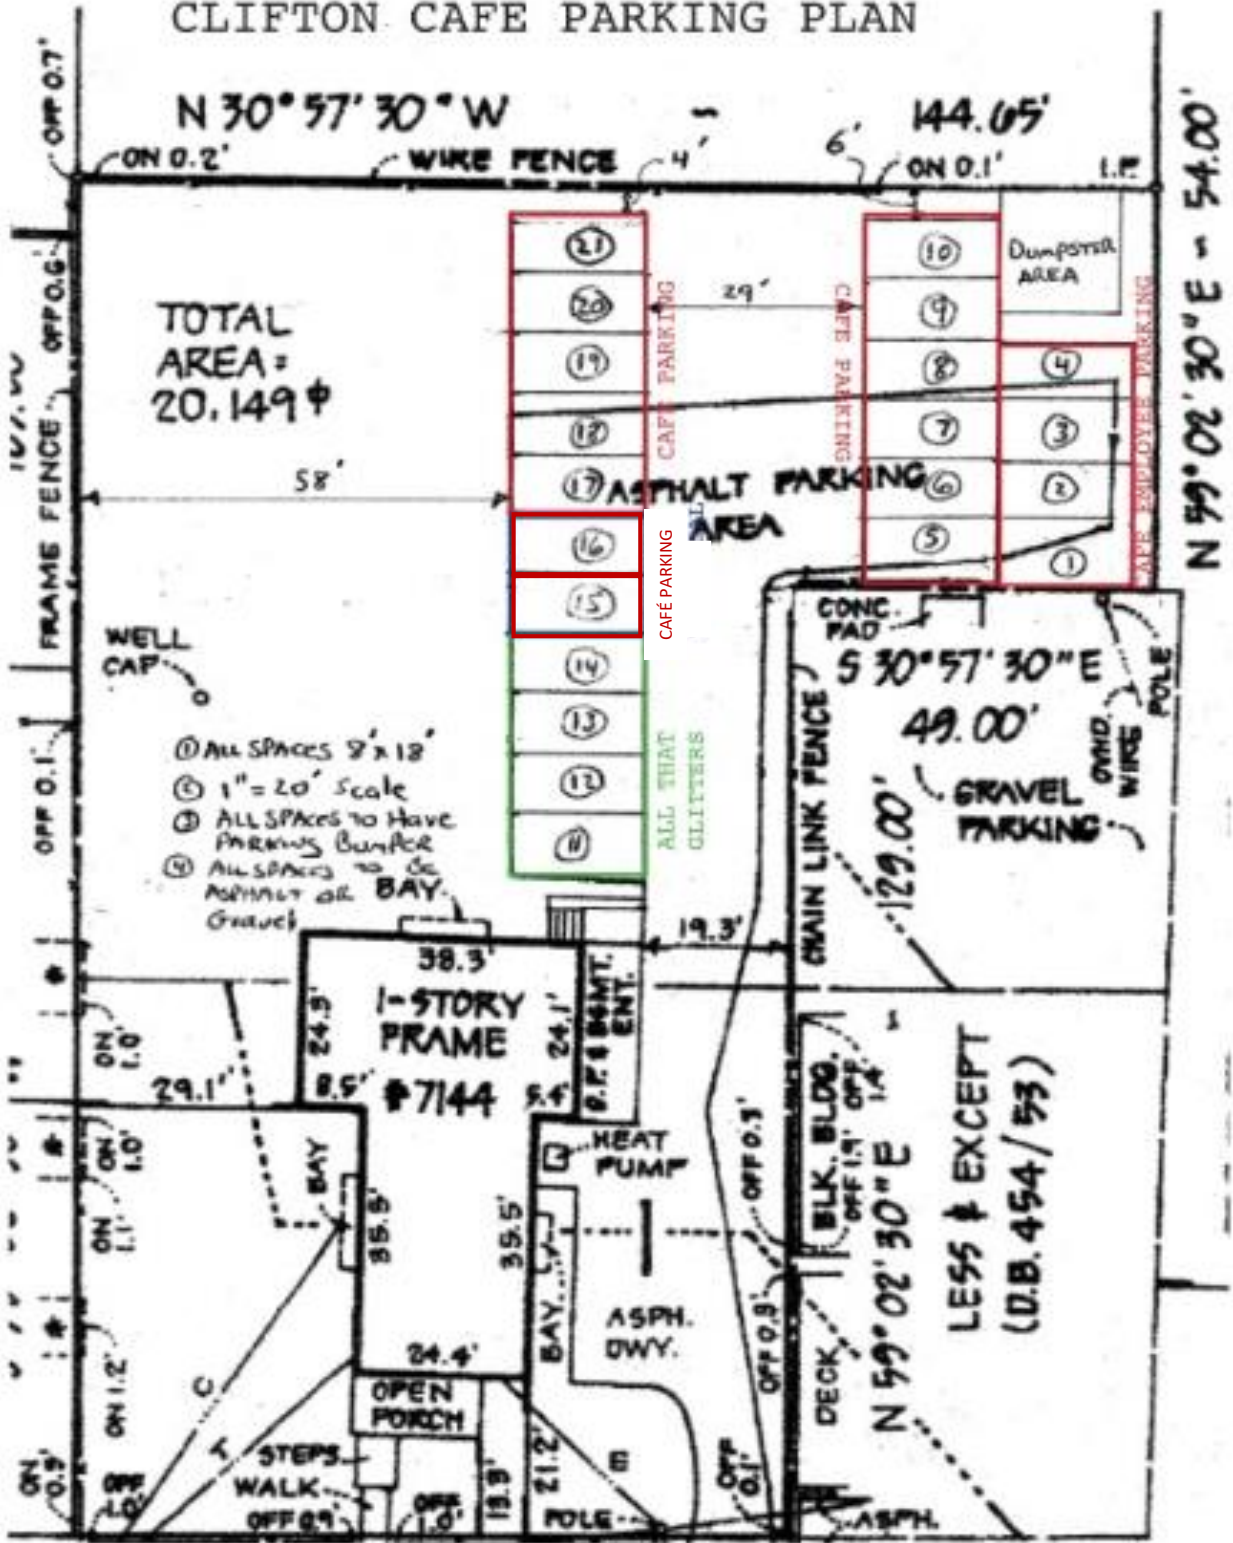 CLIFTON CAFE PARKING PLAN
N 30° 57' 30" W - 144.65'
OFF 0.7'
ON 0.2'
WIRE FENCE
4'
6'
ON 0.1'
I.P.
N 59° 02' 30" E - 54.00'
OFF 0.6'
FRAME FENCE
TOTAL
AREA =
20,149
21
20
19
18
17
16
15
14
13
12
11
CAFE PARKING
CAFÉ PARKING
ALL THAT
GLITTERS
29'
58'
CAFE PARKING
10
9
8
7
6
5
Dumpster
AREA
4
3
2
1
CAFE EMPLOYEE PARKING
ASPHALT PARKING
AREA
WELL
CAP
OFF 0.1'
① ALL SPACES 8' x 18'
② 1" = 20' Scale
③ ALL SPACES TO Have
PARKING BUMPER
④ ALL SPACES TO BE
ASPHALT OR
Gravel
BAY
CONC.
PAD
S 30° 57' 30" E
49.00'
POLE
OVHD.
WIRE
GRAVEL
PARKING
CHAIN LINK FENCE
129.00'
19.3'
38.3'
24.3'
1-STORY
FRAME
#7144
24.1'
8.5'
5.4'
BSMT.
ENT.
29.1'
ON
1.0'
ON
1.0'
ON
1.1'
ON 1.2'
ON
0.9'
HEAT
PUMP
BAY
35.5'
35.5'
BAY
24.4'
ASPH.
DWY.
OFF 0.3'
BLK. BLDG.
OFF 1.9'
OFF
1.4'
N 59° 02' 30" E
LESS & EXCEPT
(D.B. 454/53)
OFF 0.3'
DECK
OPEN
PORCH
STEPS
WALK
OFF 0.9'
OFF
1.0'
OFF
1.0'
C
T
E
21.2'
POLE
OFF
0.1'
ASPH.